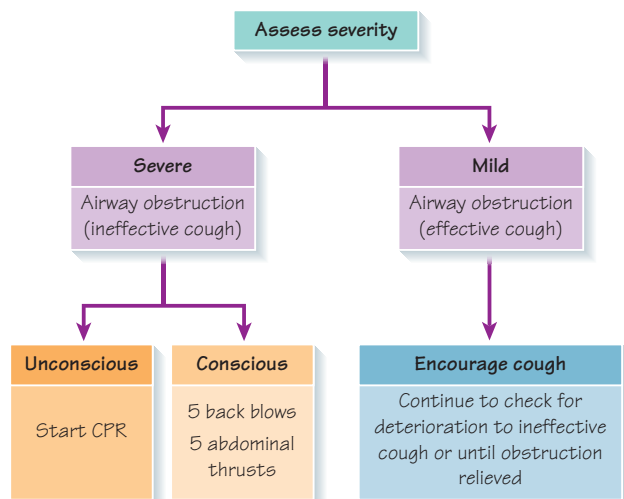 Assess severity
Severe
Airway obstruction
(ineffective cough)
Mild
Airway obstruction
(effective cough)
Unconscious
Start CPR
Conscious
5 back blows
5 abdominal
thrusts
Encourage cough
Continue to check for
deterioration to ineffective
cough or until obstruction
relieved